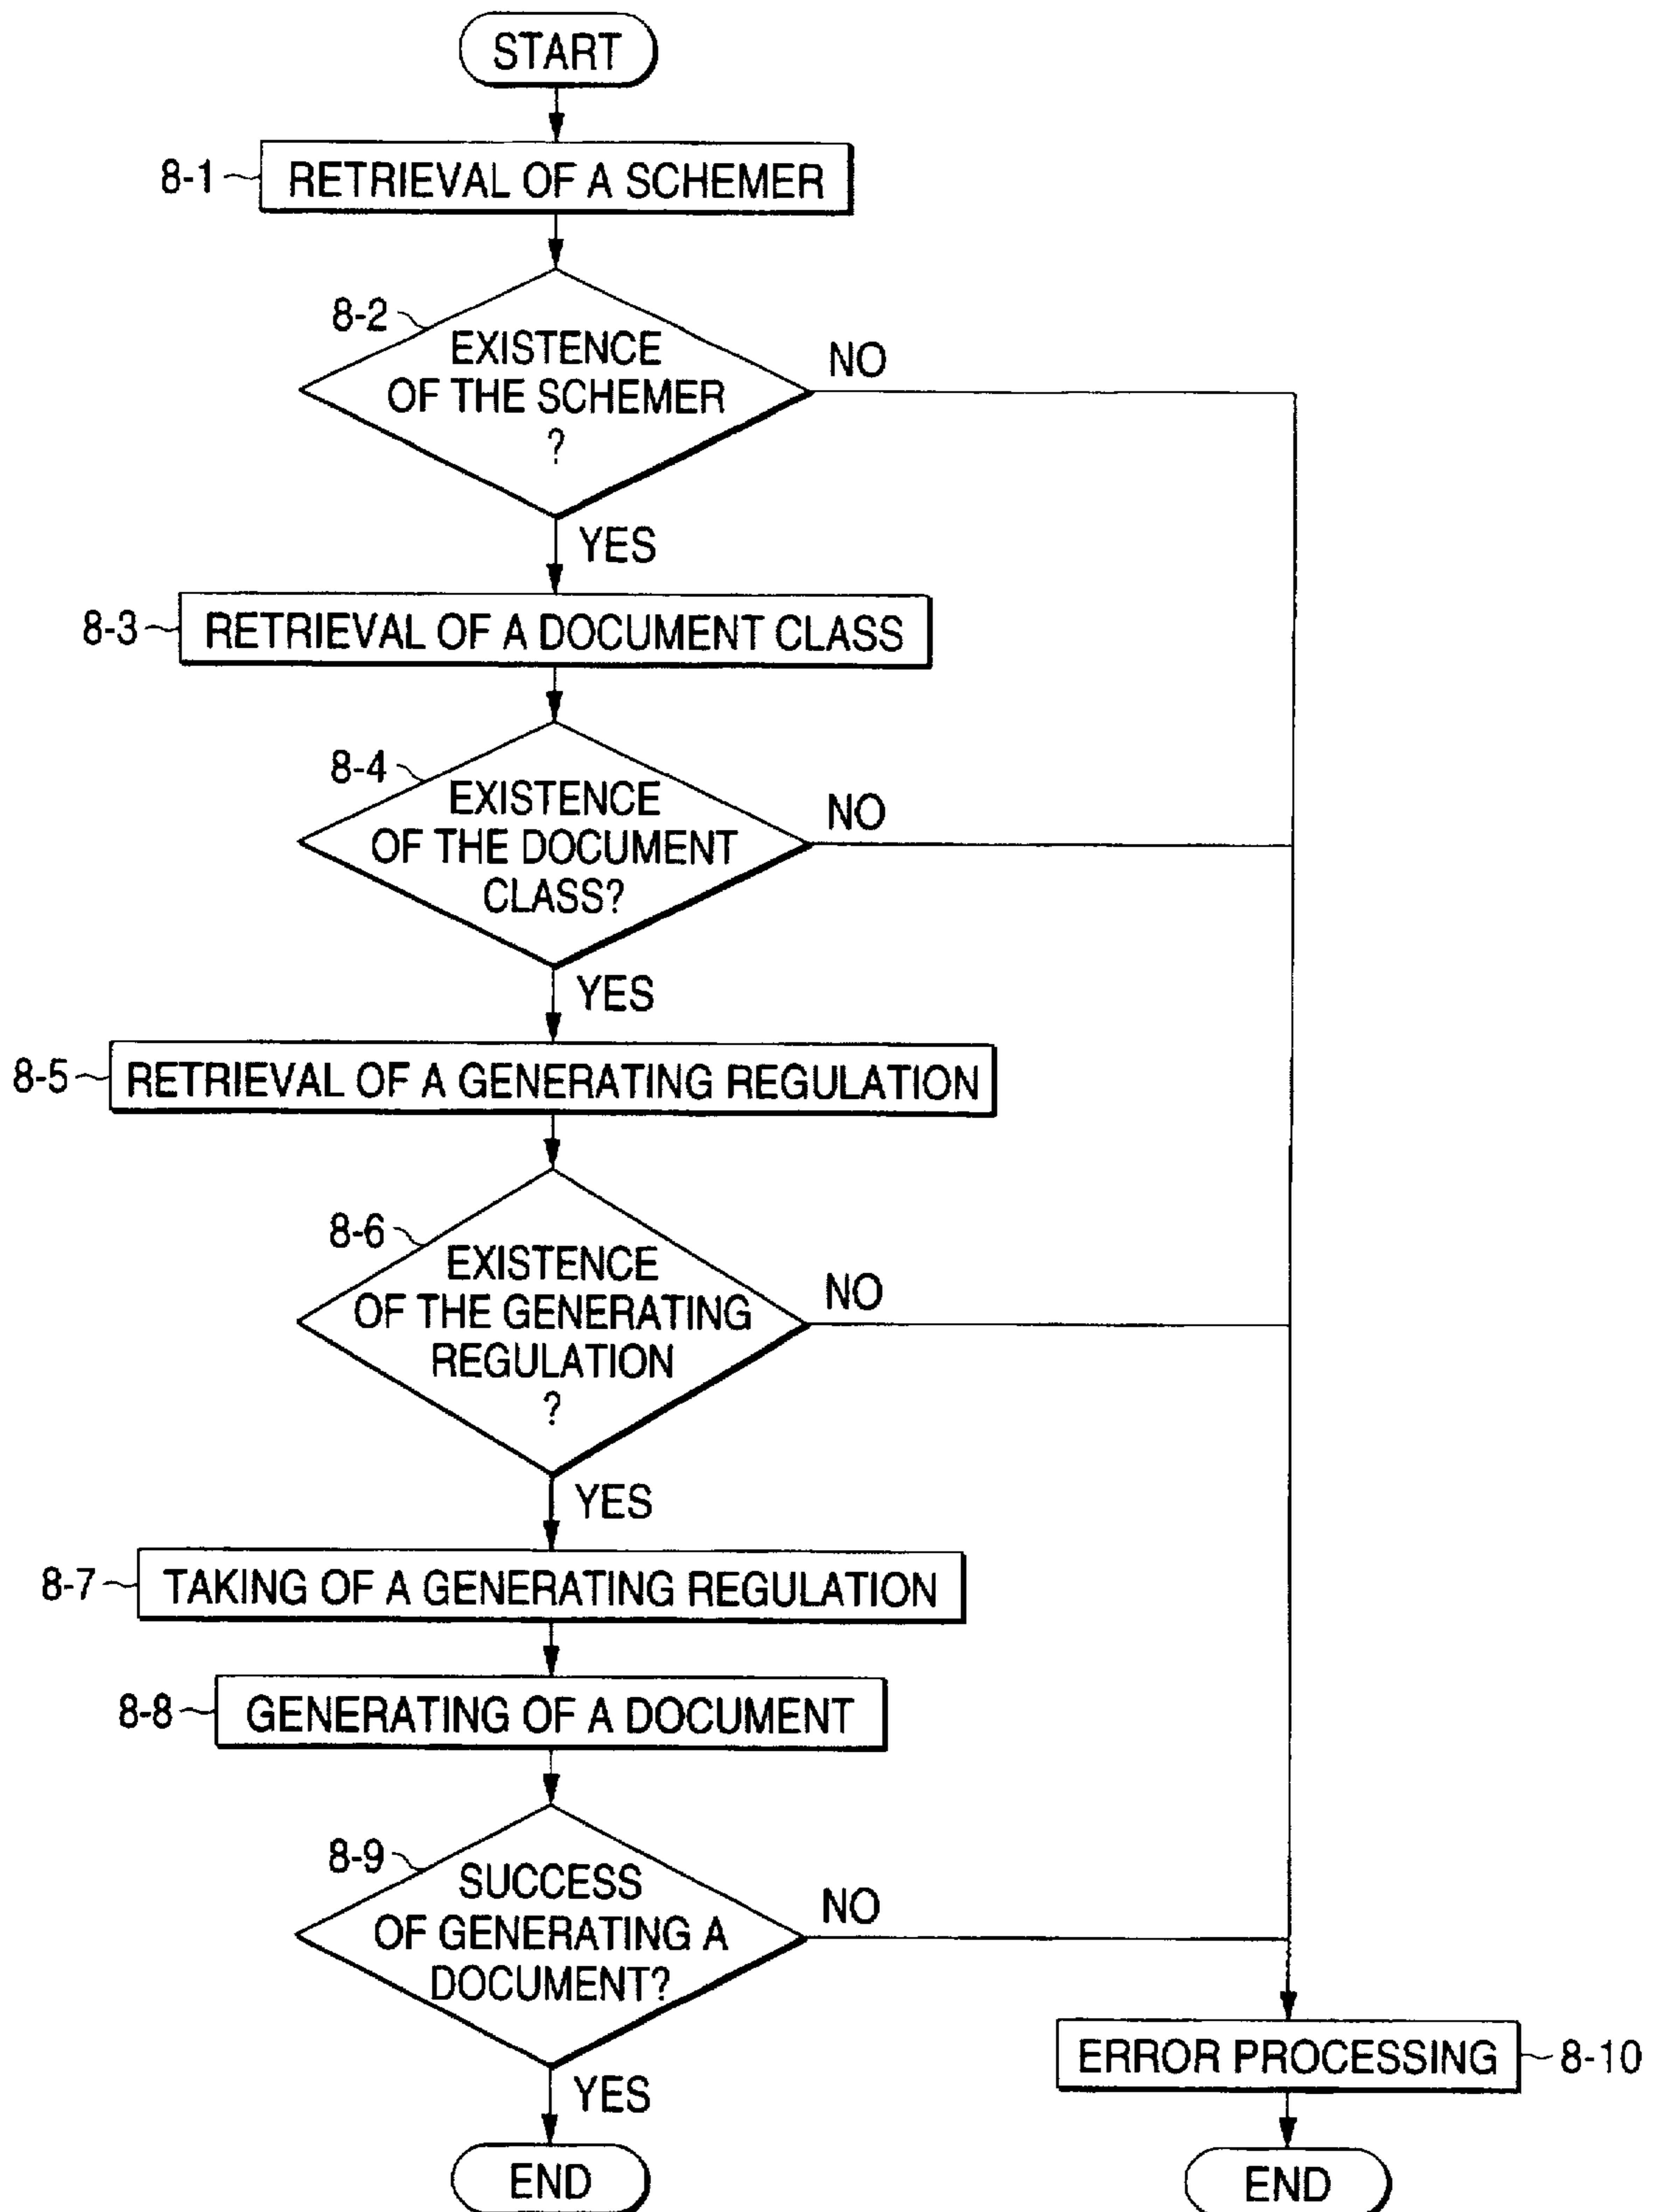 START
8-1
RETRIEVAL OF A SCHEMER
8-2
EXISTENCE
OF THE SCHEMER
?
NO
YES
8-3
RETRIEVAL OF A DOCUMENT CLASS
8-4
EXISTENCE
OF THE DOCUMENT
CLASS?
NO
YES
8-5
RETRIEVAL OF A GENERATING REGULATION
8-6
EXISTENCE
OF THE GENERATING
REGULATION
?
NO
YES
8-7
TAKING OF A GENERATING REGULATION
8-8
GENERATING OF A DOCUMENT
8-9
SUCCESS
OF GENERATING A
DOCUMENT?
NO
YES
ERROR PROCESSING
8-10
END
END